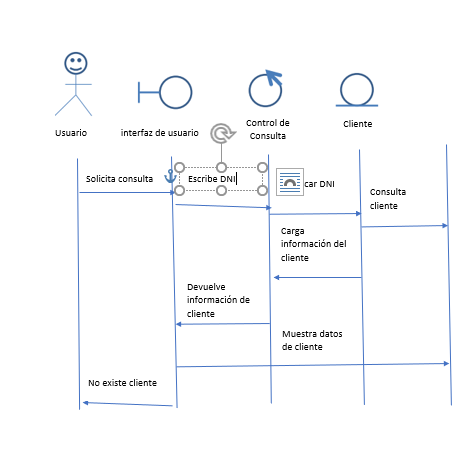 Usuario
interfaz de usuario
Control de
Consulta
Cliente
Solicita consulta
Escribe DNI
car DNI
Consulta
cliente
Carga
información del
cliente
Devuelve
información de
cliente
Muestra datos
de cliente
No existe cliente